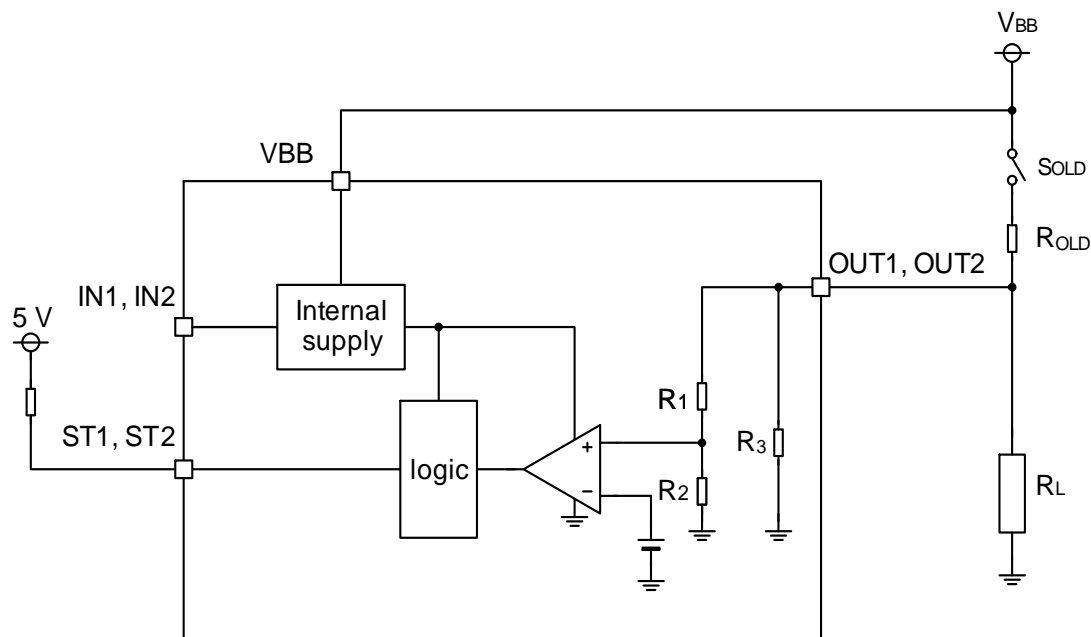 VBB
VBB
SOLD
ROLD
OUT1, OUT2
IN1, IN2
5 V
Internal
supply
R1
ST1, ST2
+
R3
logic
R2
−
RL